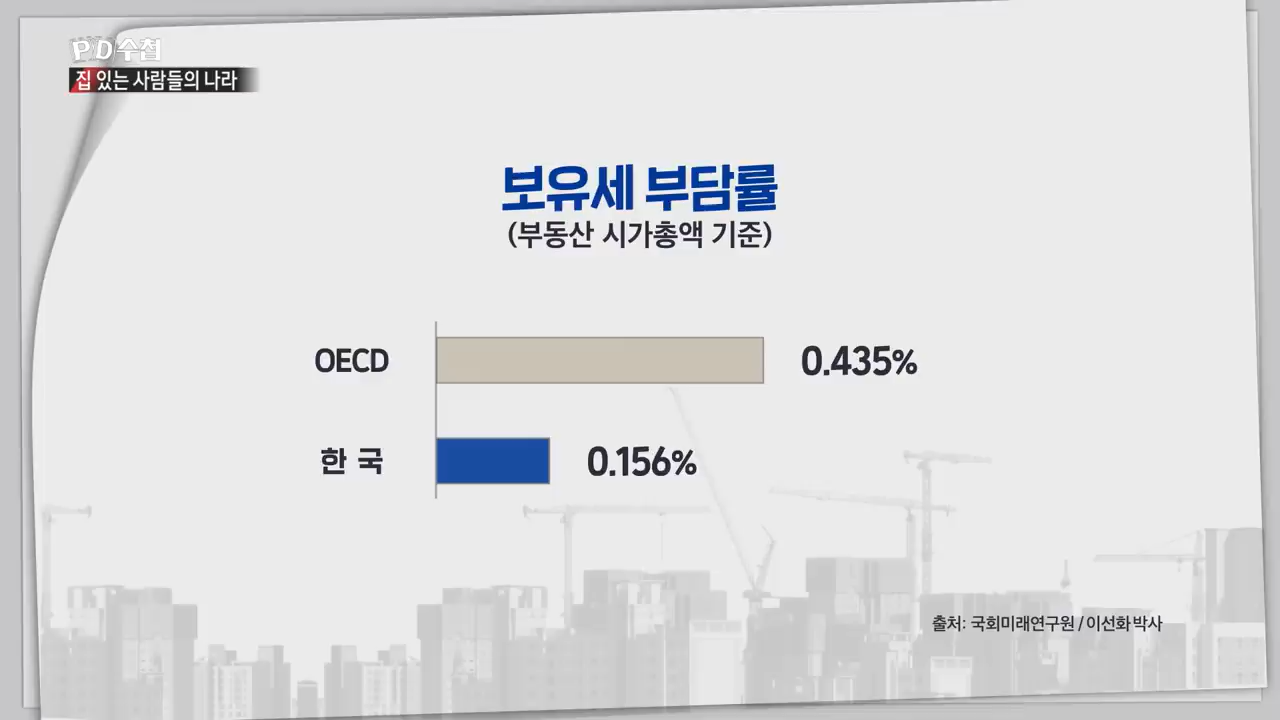 PD수첩
집 있는 사람들의 나라
보유세 부담률
(부동산 시가총액 기준)
OECD 0.435%
한국 0.156%
출처: 국회미래연구원 / 이선화 박사